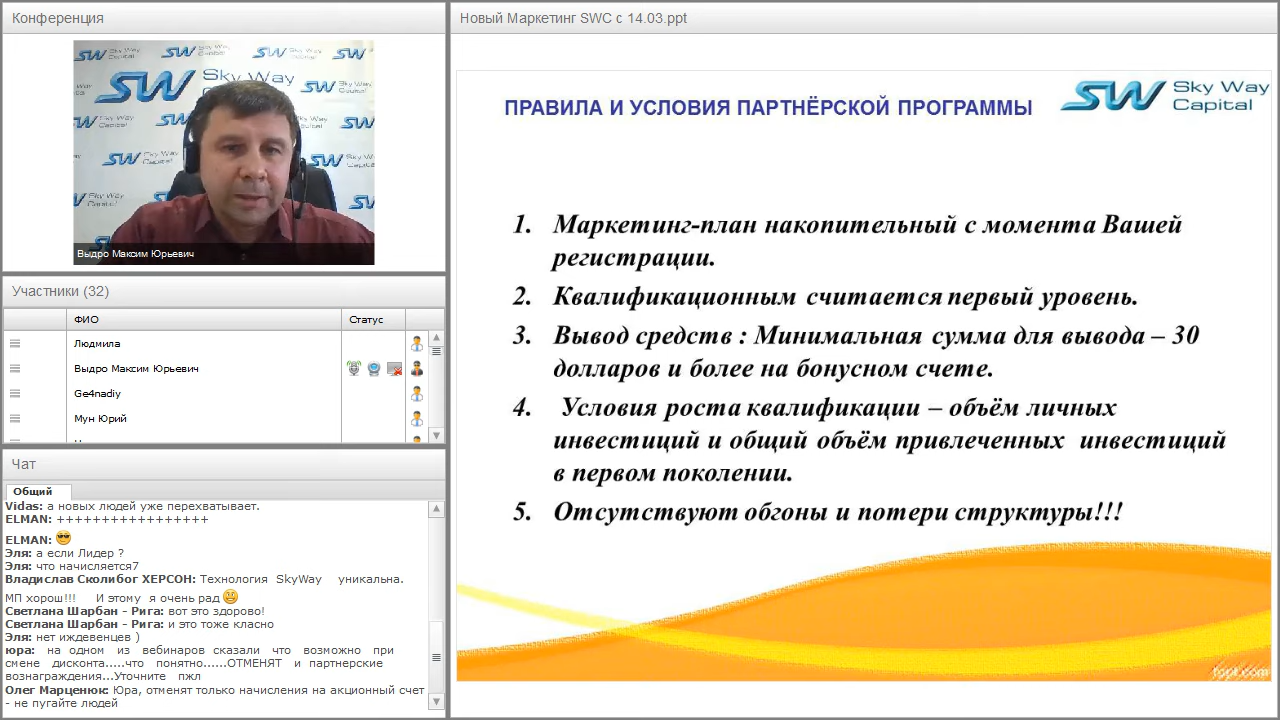 Конференция
SW
Sky Way
Capital
Выдро Максим Юрьевич
Участники (32)
ФИО
Статус
Людмила
Выдро Максим Юрьевич
Ge4nadiy
Мун Юрий
Чат
Общий
Vidas: а новых людей уже перехватывает.
ELMAN: +++++++++++++++++
ELMAN:
Эля: а если Лидер ?
Эля: что начисляется7
Владислав Сколибог ХЕРСОН: Технология SkyWay уникальна.
МП хорош!!! И этому я очень рад
Светлана Шарбан - Рига: вот это здорово!
Светлана Шарбан - Рига: и это тоже класно
Эля: нет иждевенцев )
юра: на одном из вебинаров сказали что возможно при
смене дисконта.....что попатно......ОТМЕНЯТ и партнерские
вознаграждения...Уточните пжл
Олег Марценюк: Юра, отменят только начисления на акционный счет
- не пугайте людей
Новый Маркетинг SWC с 14.03.ppt
ПРАВИЛА И УСЛОВИЯ ПАРТНЁРСКОЙ ПРОГРАММЫ
SW Sky Way
Capital
1. Маркетинг-план накопительный с момента Вашей
регистрации.
2. Квалификационным считается первый уровень.
3. Вывод средств : Минимальная сумма для вывода – 30
долларов и более на бонусном счете.
4. Условия роста квалификации – объём личных
инвестиций и общий объём привлеченных инвестиций
в первом поколении.
5. Отсутствуют обгоны и потери структуры!!!